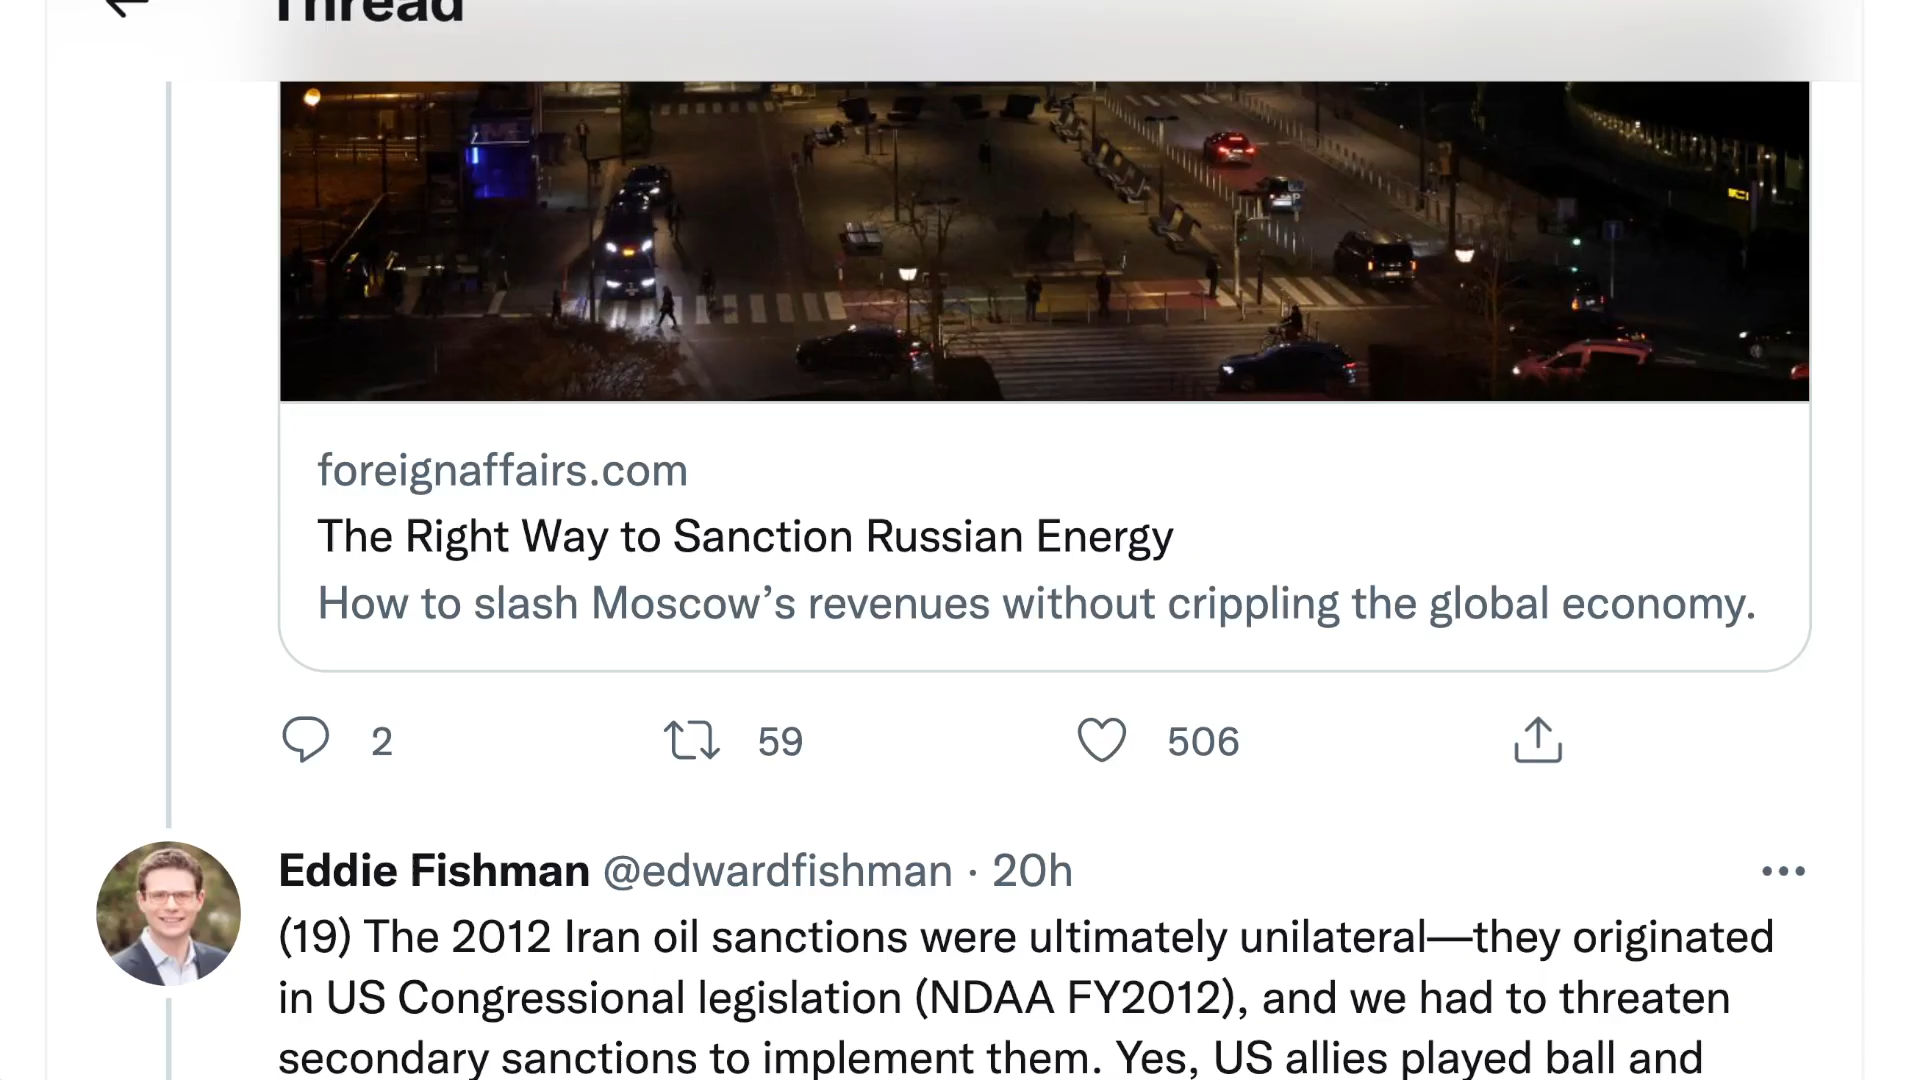 Thread
foreignaffairs.com
The Right Way to Sanction Russian Energy
How to slash Moscow’s revenues without crippling the global economy.
2 59 506
Eddie Fishman @edwardfishman · 20h
(19) The 2012 Iran oil sanctions were ultimately unilateral—they originated
in US Congressional legislation (NDAA FY2012), and we had to threaten
secondary sanctions to implement them. Yes, US allies played ball and